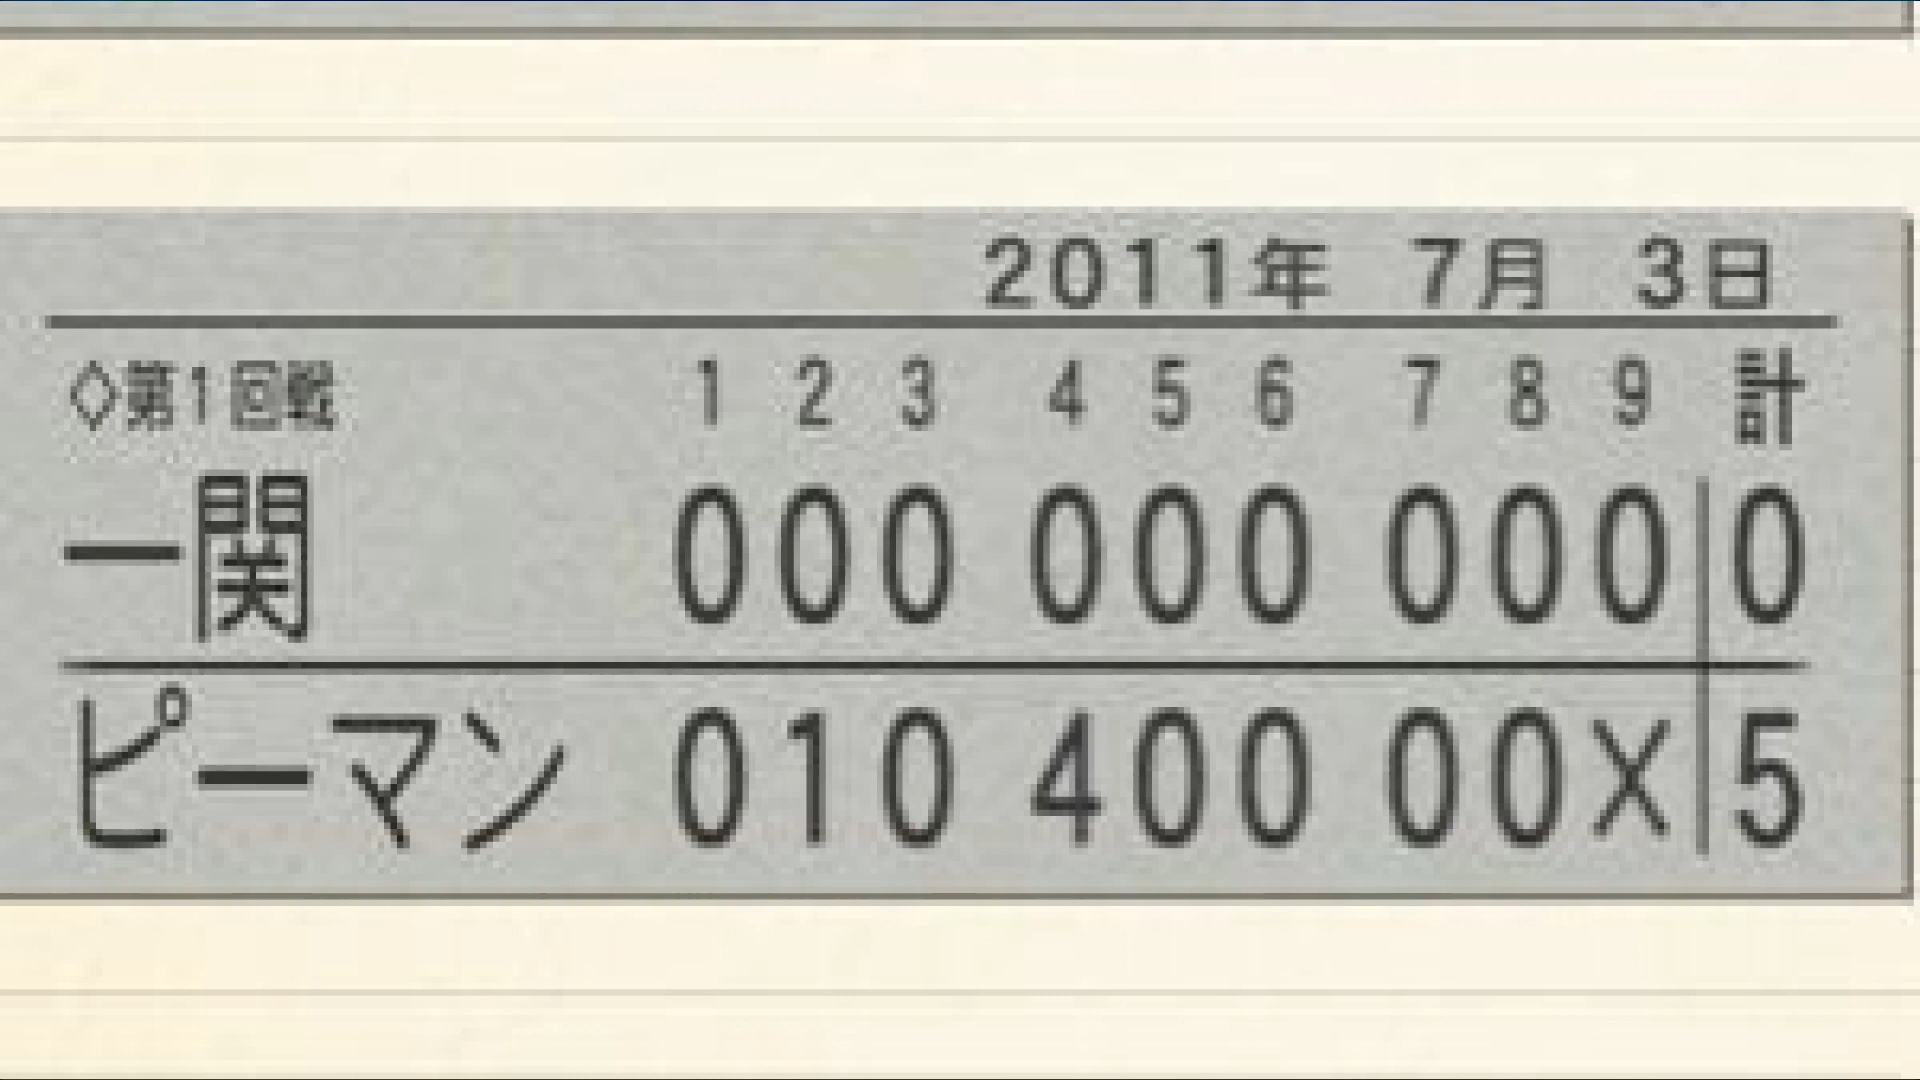 2011年 7月 3日
◇第1回戦 1 2 3 4 5 6 7 8 9 計
一関 000 000 000 0
ピーマン 010 400 00X 5